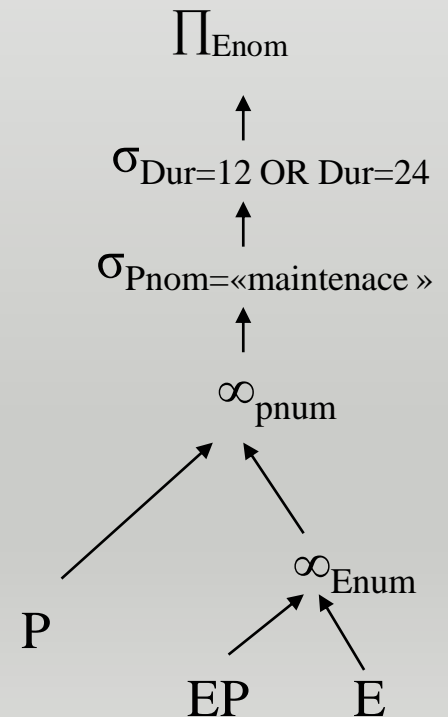 ∏Enom
σDur=12 OR Dur=24
σPnom=«maintenace »
∞pnum
∞Enum
P
EP E